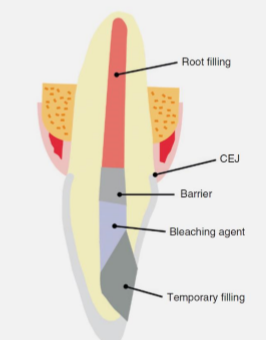 Root filling
CEJ
Barrier
Bleaching agent
Temporary filling